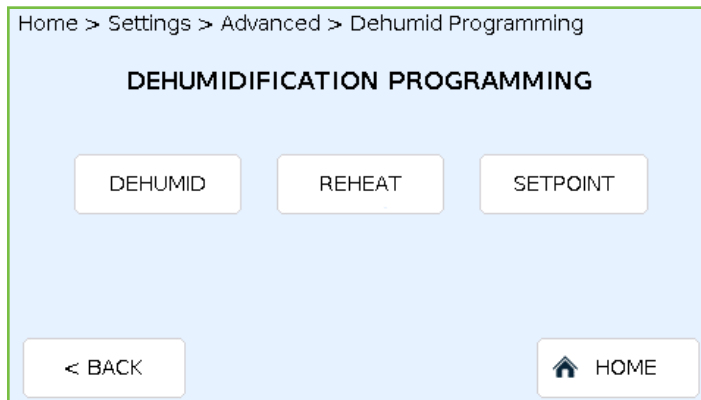 Home > Settings > Advanced > Dehumid Programming
DEHUMIDIFICATION PROGRAMMING
DEHUMID REHEAT SETPOINT
< BACK HOME